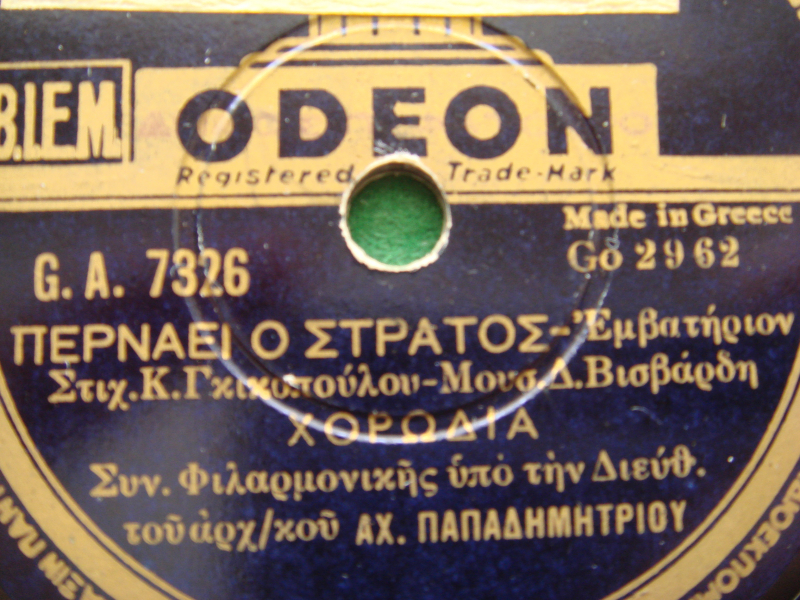 B.I.E.M.
ODEON
Registered Trade-Mark
Made in Greece
G.A. 7326
Go 2962
ΠΕΡΝΑΕΙ Ο ΣΤΡΑΤΟΣ-Ἐμβατήριον
Στιχ.Κ.Γκικοπούλου-Μουσ.Δ.Βισβάρδη
ΧΟΡΩΔΙΑ
Συν. Φιλαρμονικῆς ὑπὸ τὴν Διεύθ.
τοῦ ἀρχ/κοῦ ΑΧ. ΠΑΠΑΔΗΜΗΤΡΙΟΥ